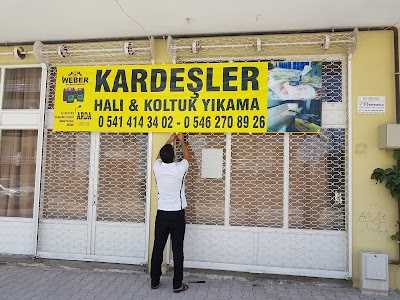 WEBER
KARDEŞLER
HALI & KOLTUK YIKAMA
0 541 414 34 02 - 0 546 270 89 26
ARDA